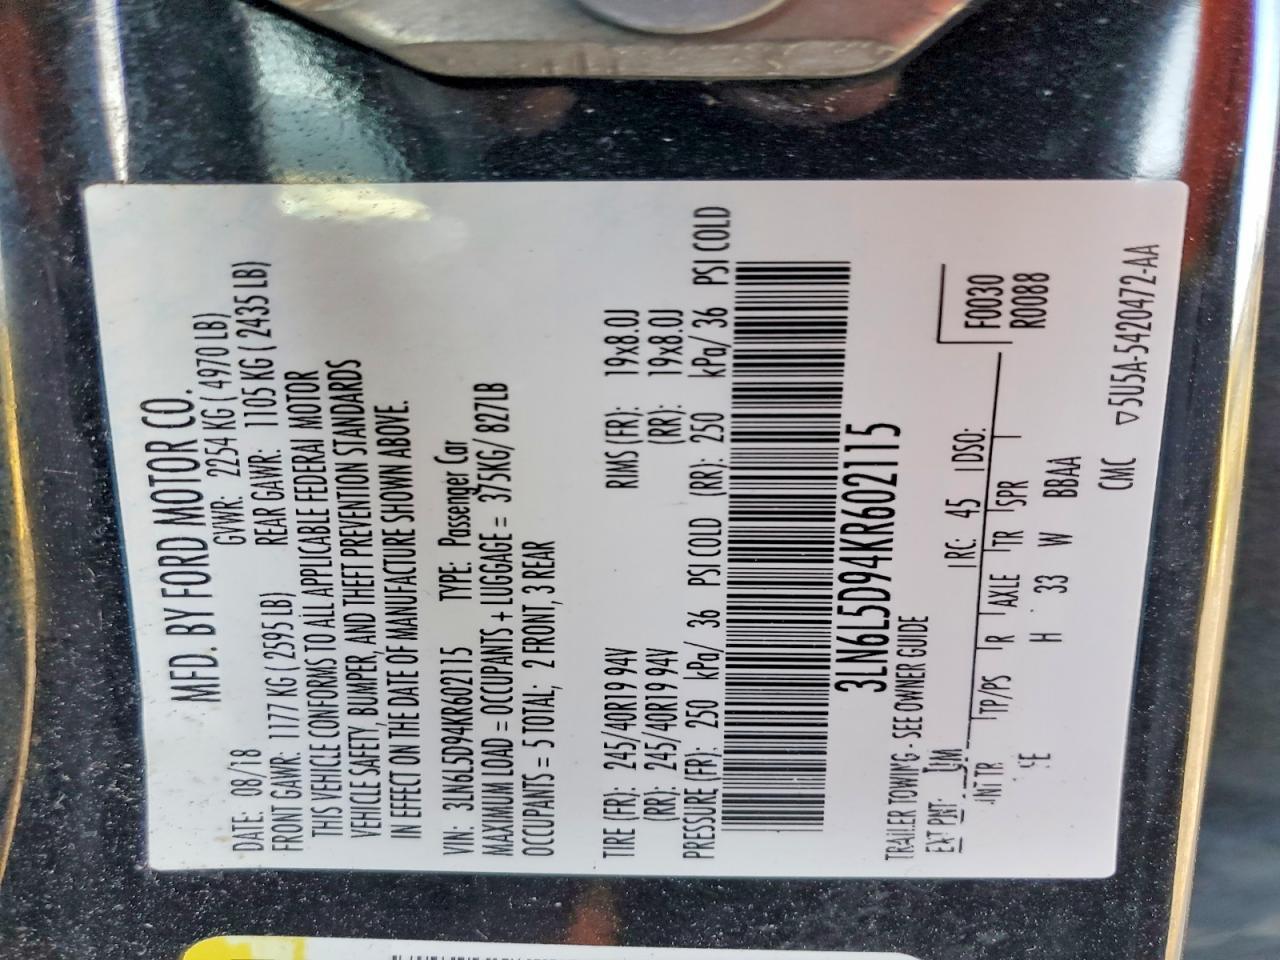 MFD. BY FORD MOTOR CO.
DATE: 08/18 GVWR: 2254 KG ( 4970 LB)
FRONT GAWR: 1177 KG ( 2595 LB) REAR GAWR: 1105 KG ( 2435 LB)
THIS VEHICLE CONFORMS TO ALL APPLICABLE FEDERAL MOTOR
VEHICLE SAFETY, BUMPER, AND THEFT PREVENTION STANDARDS
IN EFFECT ON THE DATE OF MANUFACTURE SHOWN ABOVE.
VIN: 3LN6L5D94KR602115 TYPE: Passenger Car
MAXIMUM LOAD = OCCUPANTS + LUGGAGE = 375KG/ 827LB
OCCUPANTS = 5 TOTAL; 2 FRONT, 3 REAR
TIRE (FR): 245/40R19 94V RIMS (FR): 19x8.0J
(RR): 245/40R19 94V (RR): 19x8.0J
PRESSURE (FR): 250 kPa/ 36 PSI COLD (RR): 250 kPa/ 36 PSI COLD
3LN6L5D94KR602115
TRAILER TOWING - SEE OWNER GUIDE
EXT PNT: UM RC: 45 DSO: F0030
INT TR TP/PS R AXLE TR SPR R0088
H 33 W BBAA
CMC ▽5U5A-5420472-AA